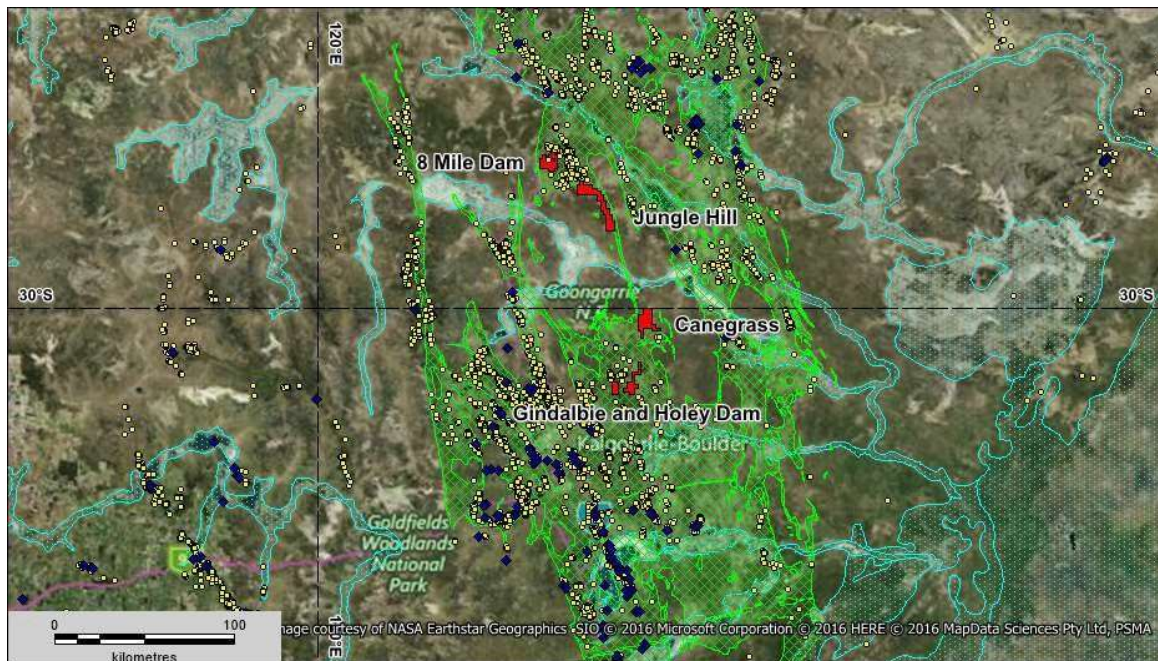 120°E
8 Mile Dam
Jungle Hill
30°S
30°S
Goongarrie
N.P.
Canegrass
Gindalbie and Holey Dam
Kalgoorlie-Boulder
Goldfields
Woodlands
National
Park
120°E
0 100
kilometres
mage courtesy of NASA Earthstar Geographics SIO © 2016 Microsoft Corporation © 2016 HERE © 2016 MapData Sciences Pty Ltd, PSMA